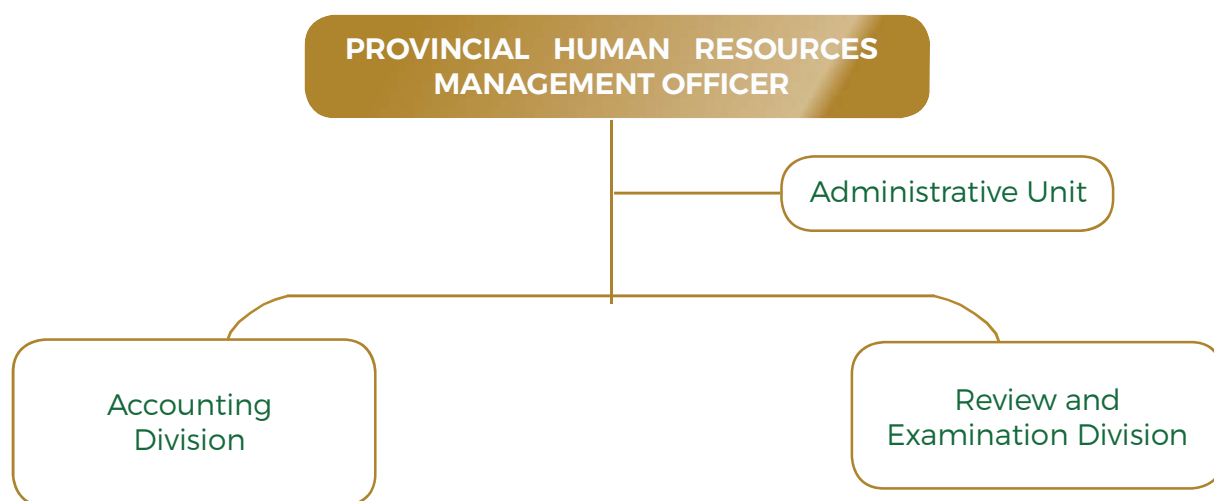 PROVINCIAL HUMAN RESOURCES
MANAGEMENT OFFICER
Administrative Unit
Accounting
Division
Review and
Examination Division